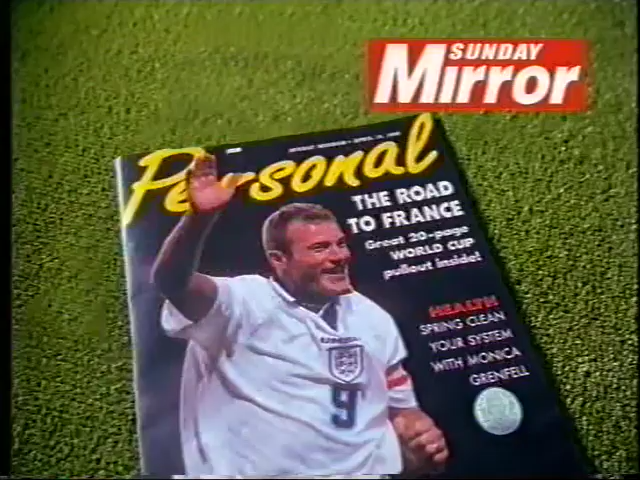 SUNDAY
Mirror
Personal
THE ROAD
TO FRANCE
Great 20-page
WORLD CUP
pullout inside!
HEALTH
SPRING CLEAN
YOUR SYSTEM
WITH MONICA
GRENFELL
ENGLAND
9